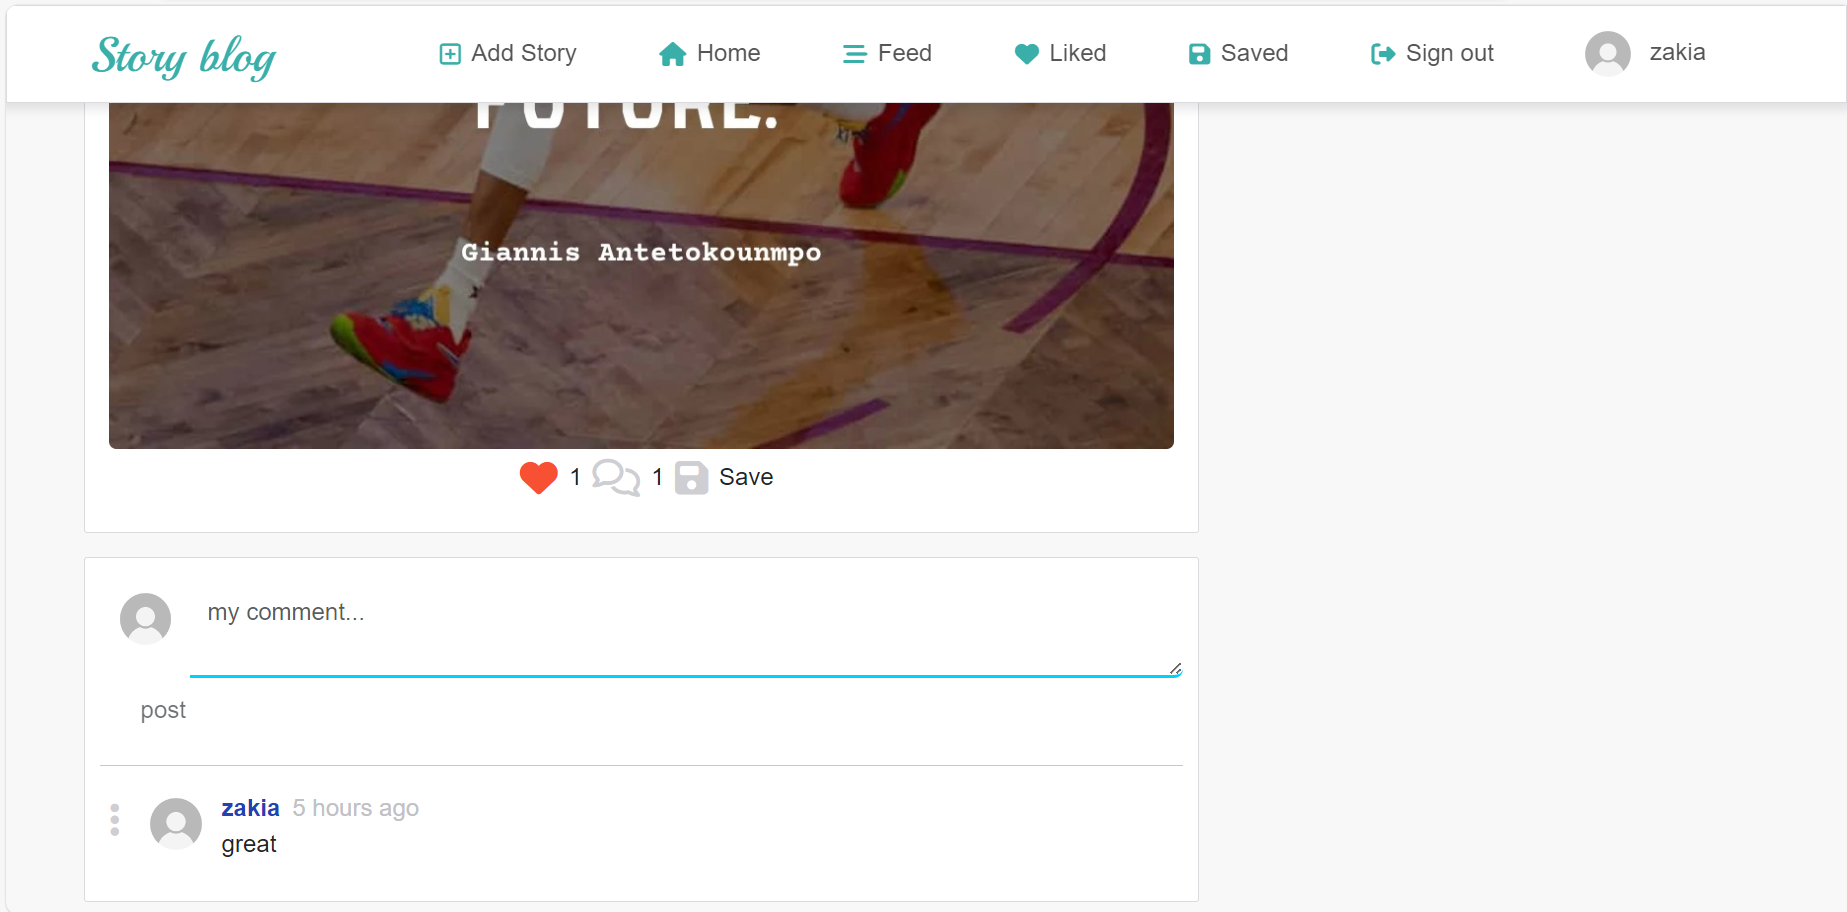 Story blog
Add Story
Home
Feed
Liked
Saved
Sign out
zakia
FUTURE.
Giannis Antetokounmpo
1
1
Save
my comment...
post
zakia 5 hours ago
great